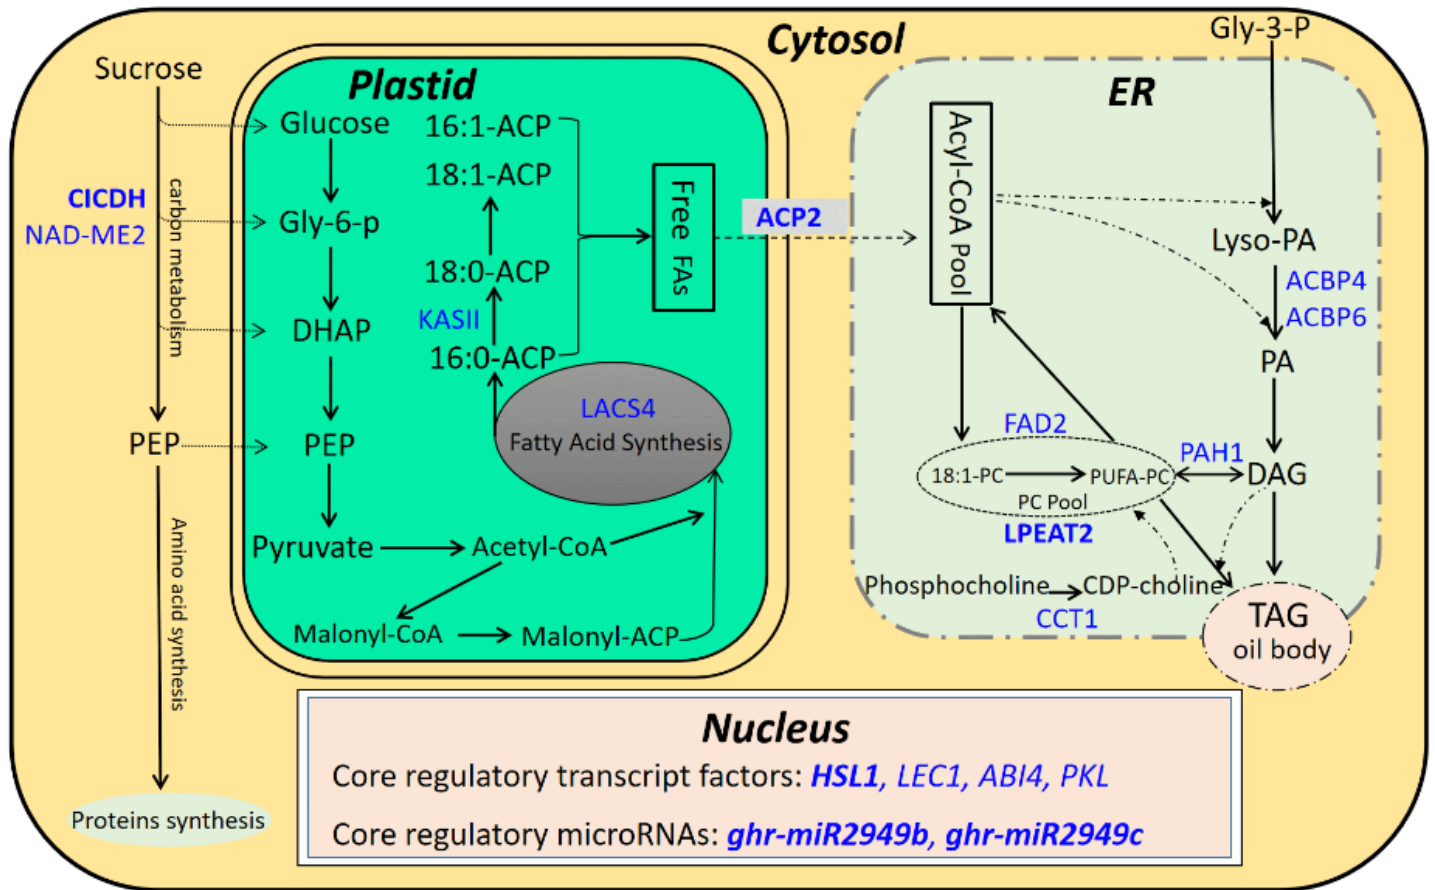 Cytosol
Sucrose
CICDH
NAD-ME2
carbon metabolism
PEP
Amino acid synthesis
Proteins synthesis
Plastid
Glucose
Gly-6-p
DHAP
PEP
Pyruvate
Acetyl-CoA
Malonyl-CoA
Malonyl-ACP
16:1-ACP
18:1-ACP
18:0-ACP
KASII
16:0-ACP
LACS4
Fatty Acid Synthesis
Free FAs
ACP2
Gly-3-P
ER
Acyl-CoA Pool
Lyso-PA
ACBP4
ACBP6
PA
FAD2
PAH1
18:1-PC
PUFA-PC
DAG
PC Pool
LPEAT2
Phosphocholine
CDP-choline
CCT1
TAG
oil body
Nucleus
Core regulatory transcript factors: HSL1, LEC1, ABI4, PKL
Core regulatory microRNAs: ghr-miR2949b, ghr-miR2949c